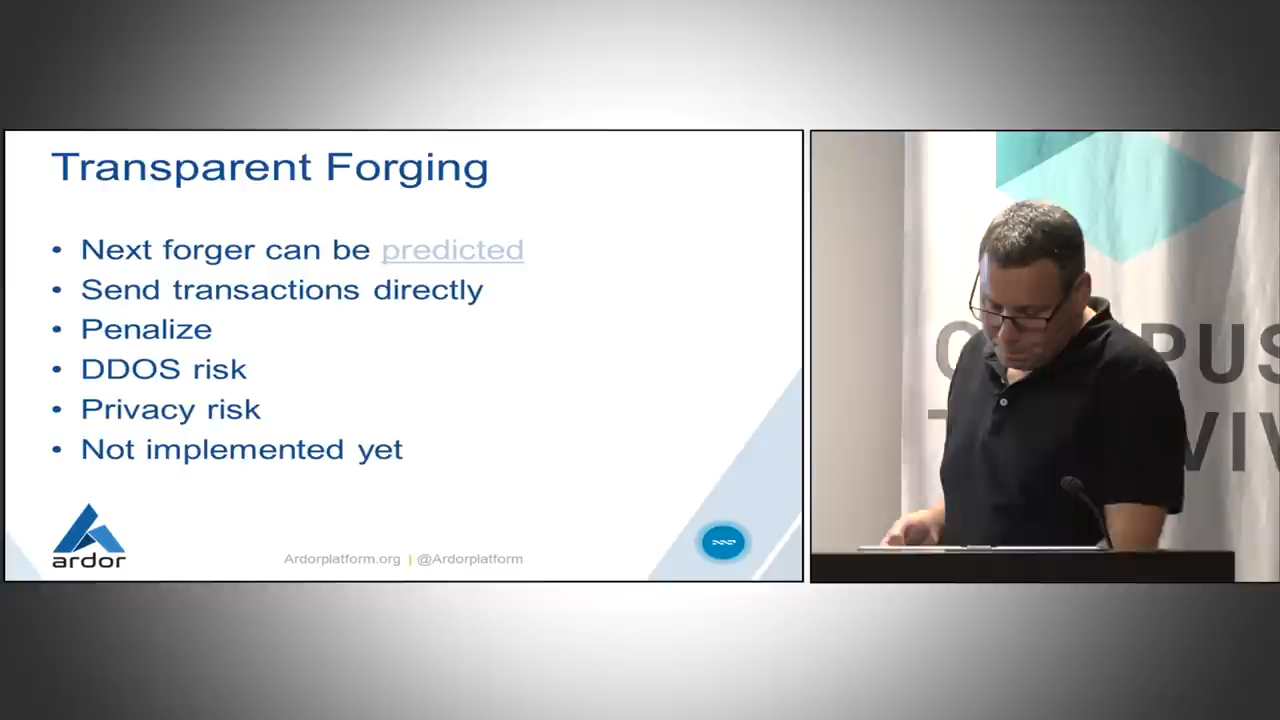 Transparent Forging
• Next forger can be predicted
• Send transactions directly
• Penalize
• DDOS risk
• Privacy risk
• Not implemented yet
ardor
Ardorplatform.org | @Ardorplatform